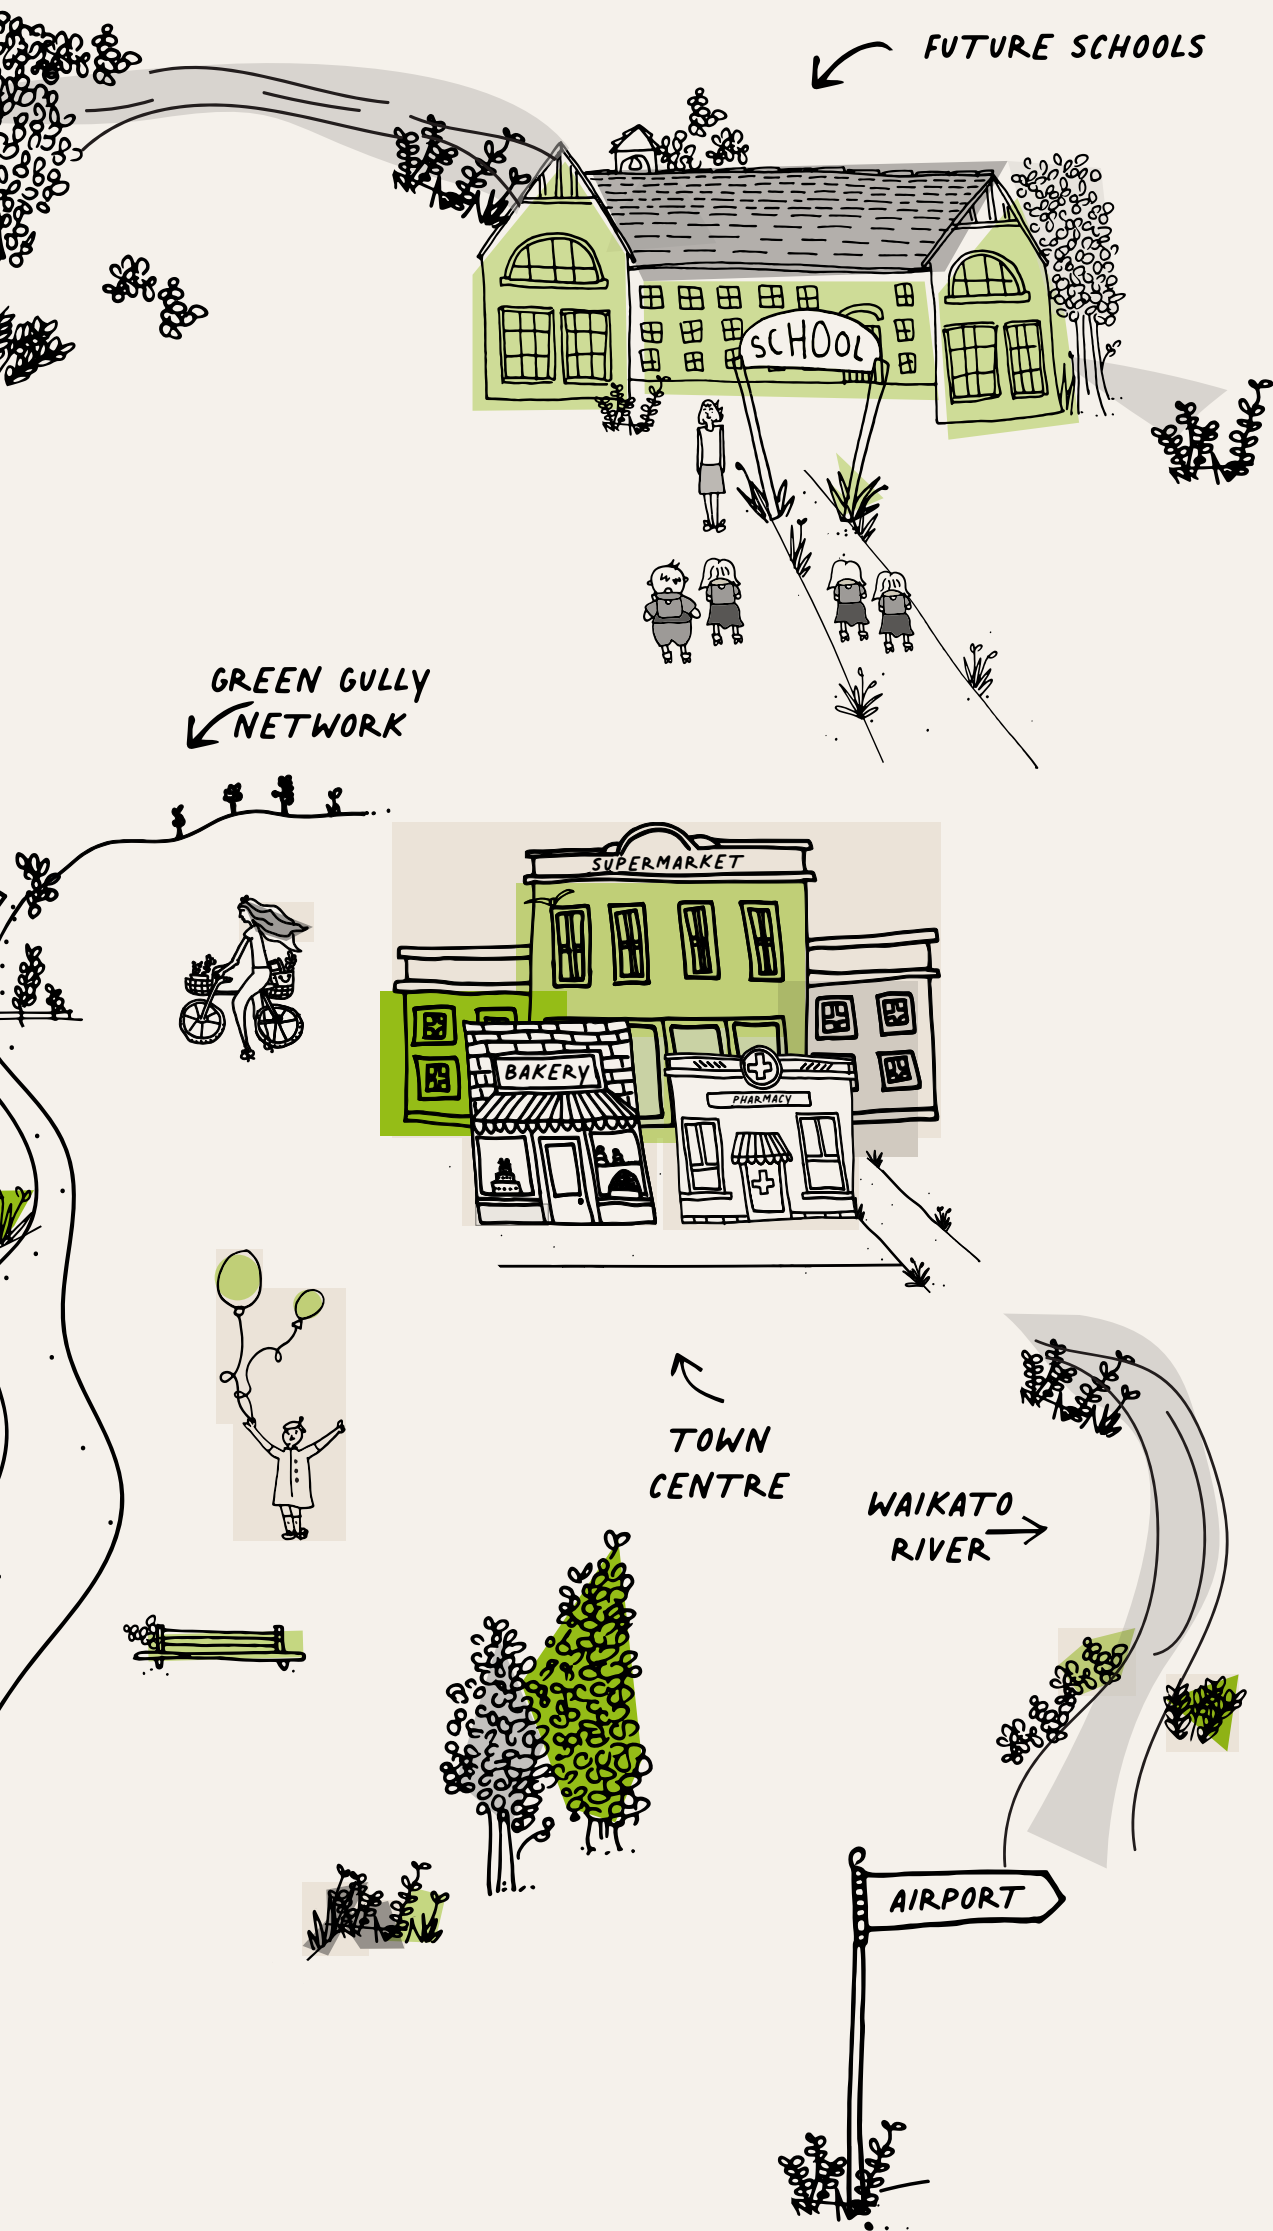 FUTURE SCHOOLS
SCHOOL
GREEN GULLY
NETWORK
SUPERMARKET
BAKERY
PHARMACY
TOWN
CENTRE
WAIKATO
RIVER
AIRPORT